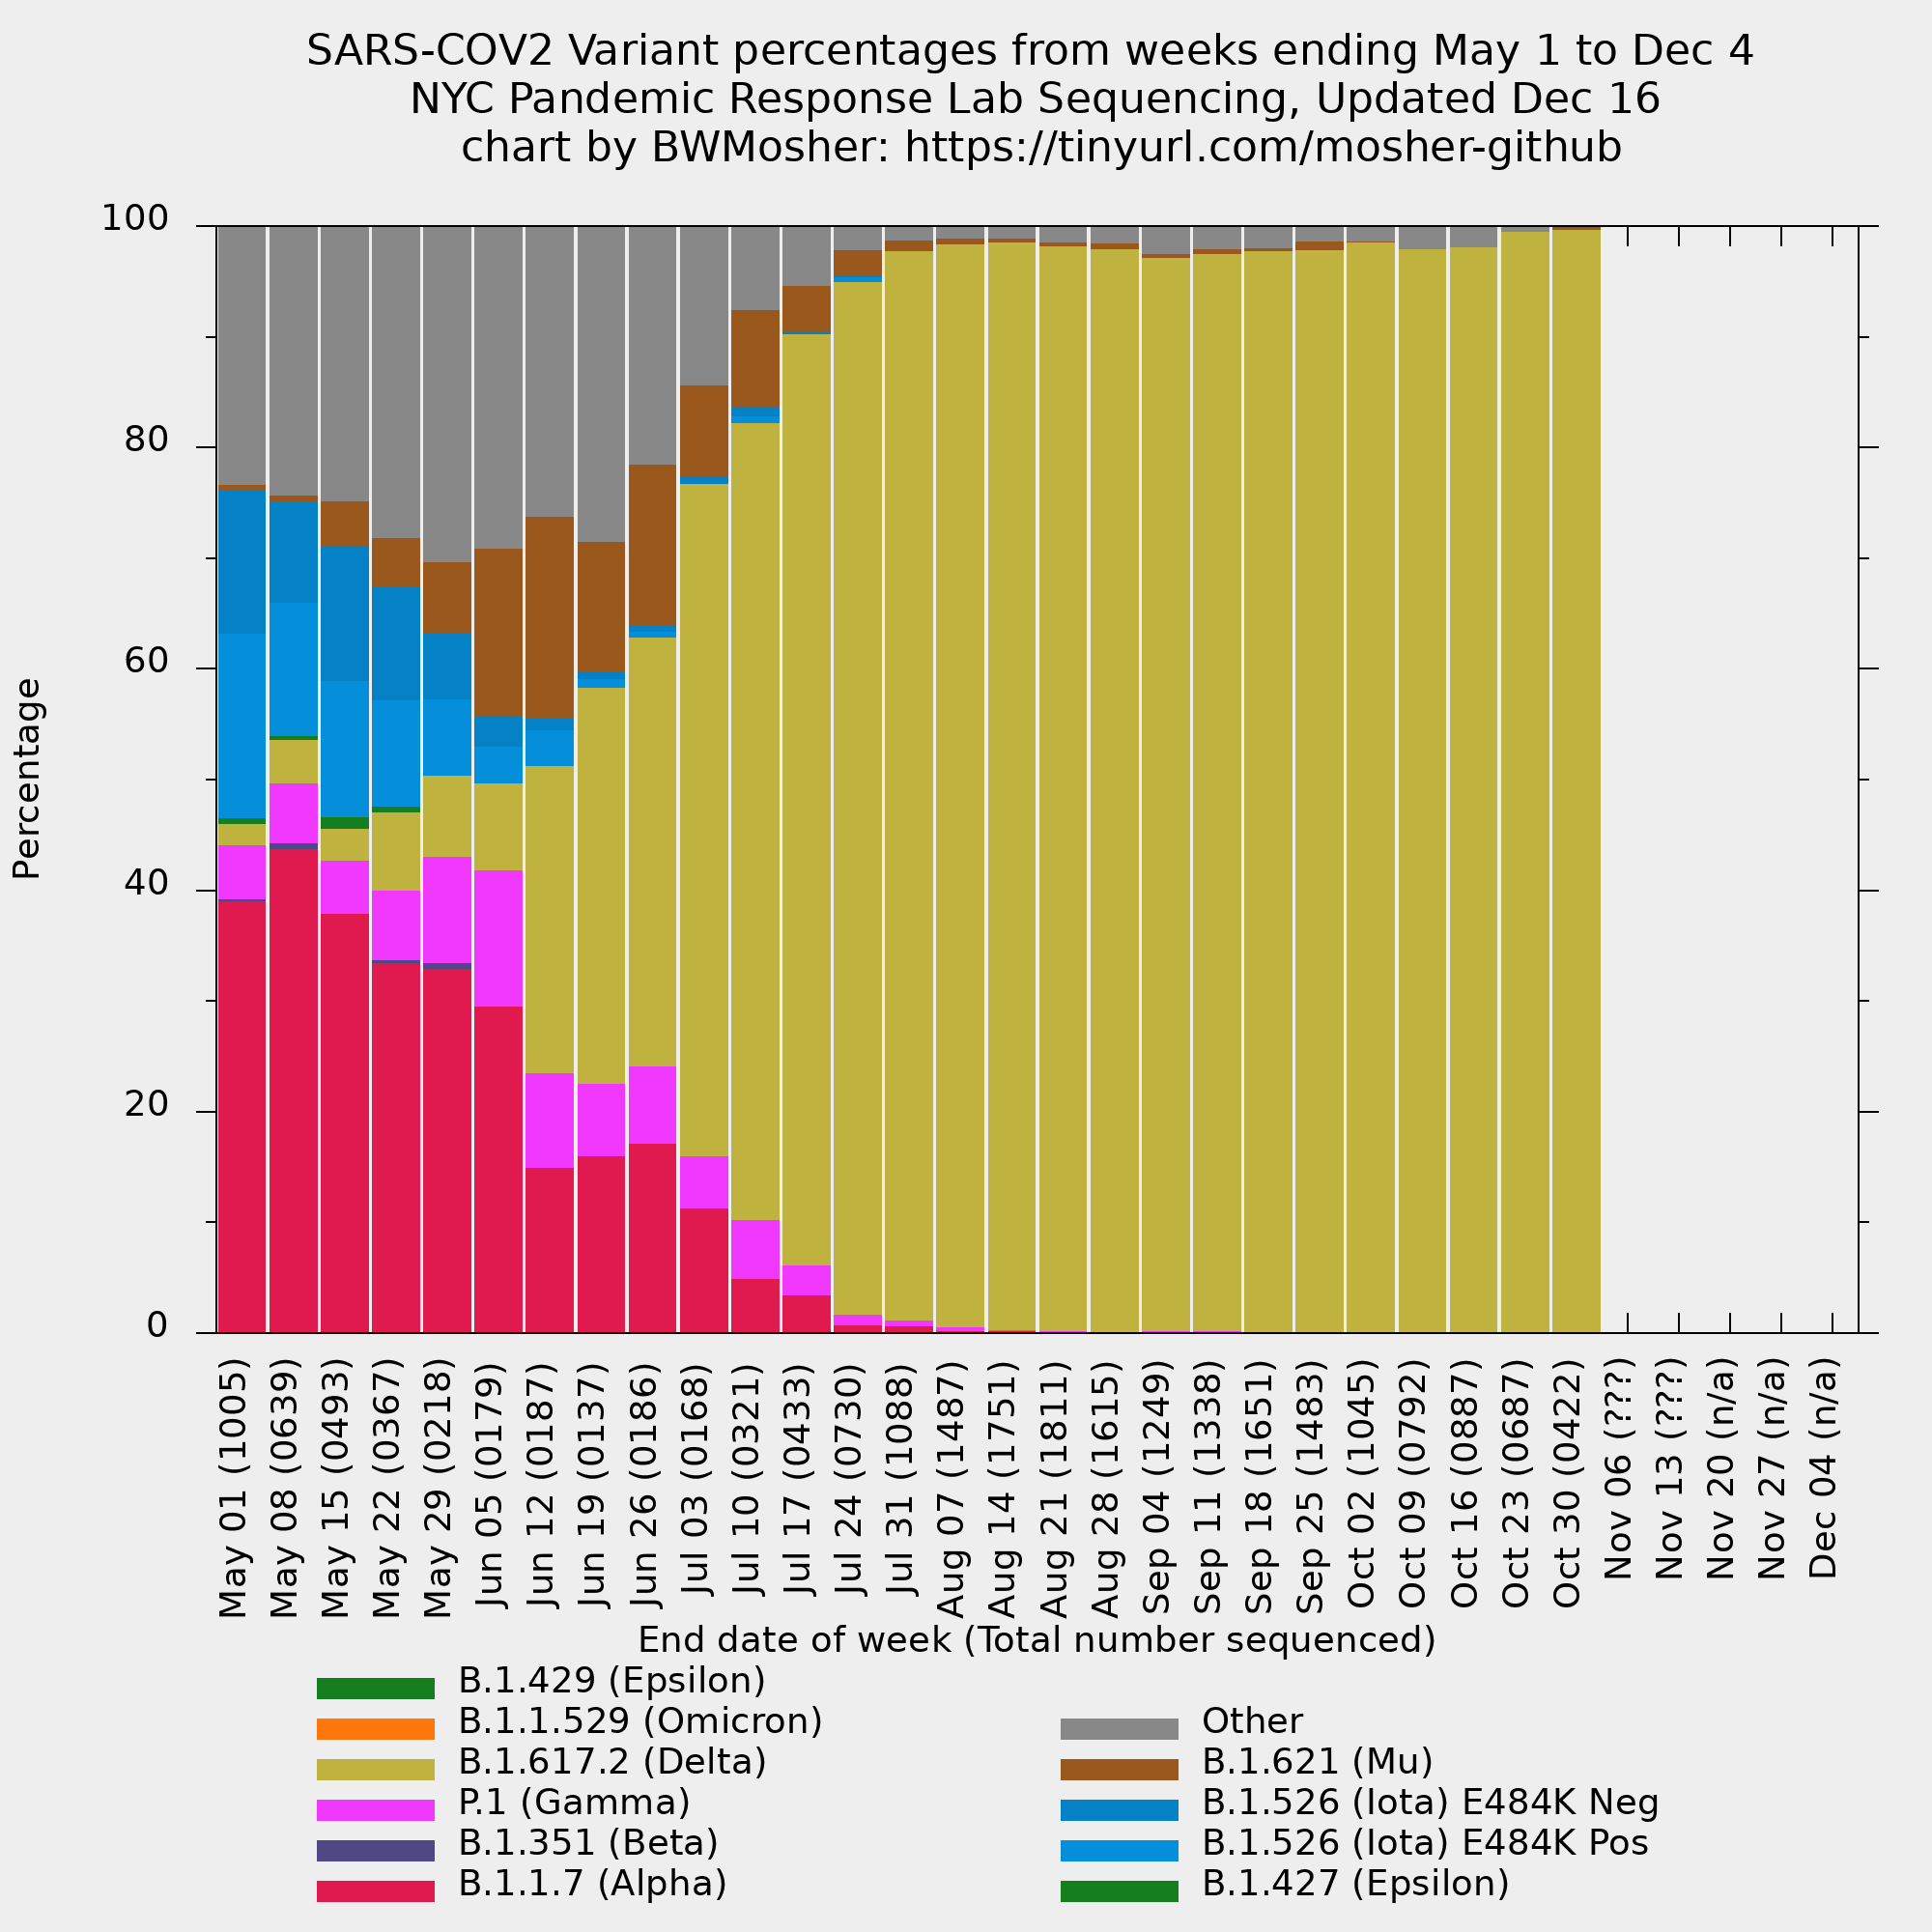 SARS-COV2 Variant percentages from weeks ending May 1 to Dec 4
NYC Pandemic Response Lab Sequencing, Updated Dec 16
chart by BWMosher: https://tinyurl.com/mosher-github
Percentage
100
80
60
40
20
0
May 01 (1005)
May 08 (0639)
May 15 (0493)
May 22 (0367)
May 29 (0218)
Jun 05 (0179)
Jun 12 (0187)
Jun 19 (0137)
Jun 26 (0186)
Jul 03 (0168)
Jul 10 (0321)
Jul 17 (0433)
Jul 24 (0730)
Jul 31 (1088)
Aug 07 (1487)
Aug 14 (1751)
Aug 21 (1811)
Aug 28 (1615)
Sep 04 (1249)
Sep 11 (1338)
Sep 18 (1651)
Sep 25 (1483)
Oct 02 (1045)
Oct 09 (0792)
Oct 16 (0887)
Oct 23 (0687)
Oct 30 (0422)
Nov 06 (???)
Nov 13 (???)
Nov 20 (n/a)
Nov 27 (n/a)
Dec 04 (n/a)
End date of week (Total number sequenced)
B.1.429 (Epsilon)
B.1.1.529 (Omicron)
B.1.617.2 (Delta)
P.1 (Gamma)
B.1.351 (Beta)
B.1.1.7 (Alpha)
Other
B.1.621 (Mu)
B.1.526 (Iota) E484K Neg
B.1.526 (Iota) E484K Pos
B.1.427 (Epsilon)